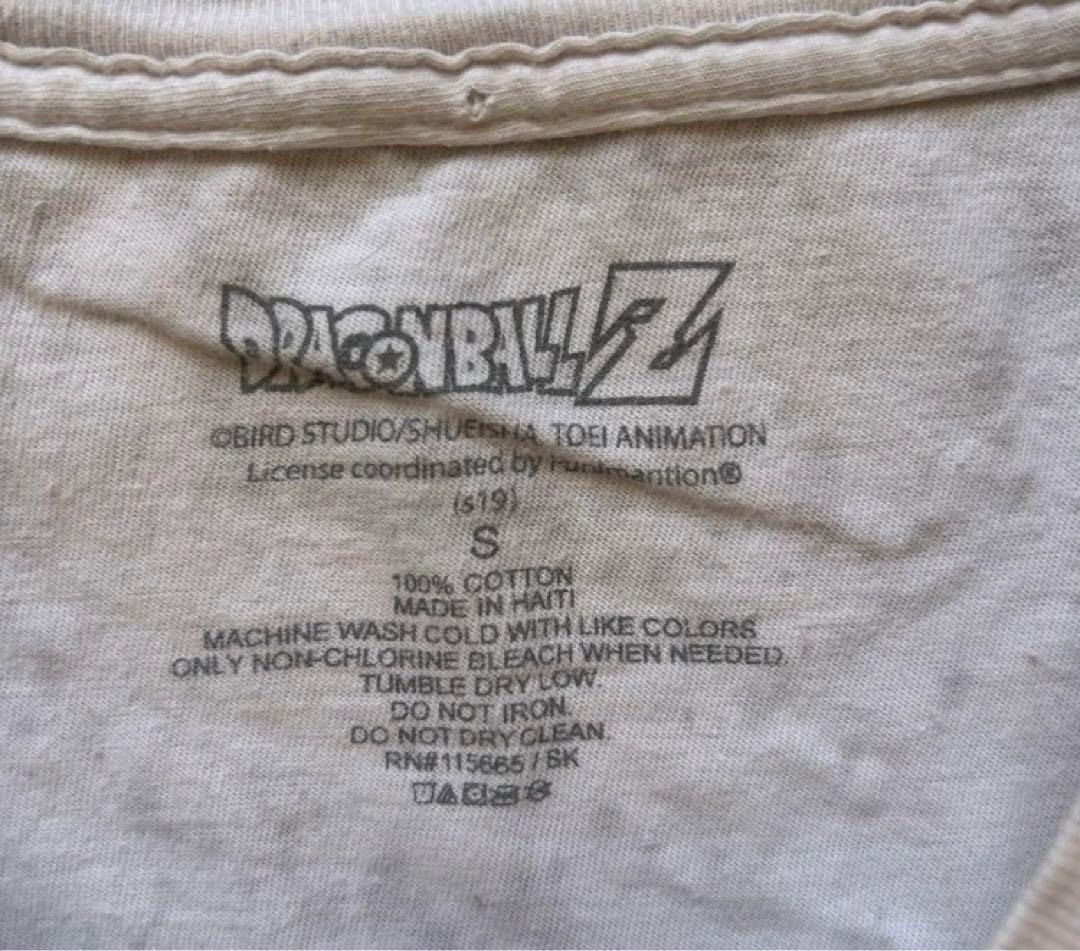 DRAGONBALL Z
©BIRD STUDIO/SHUEISHA TOEI ANIMATION
License coordinated by Funimantion®
(s19)
S
100% COTTON
MADE IN HAITI
MACHINE WASH COLD WITH LIKE COLORS
ONLY NON-CHLORINE BLEACH WHEN NEEDED.
TUMBLE DRY LOW.
DO NOT IRON.
DO NOT DRY CLEAN.
RN#115665 / SK